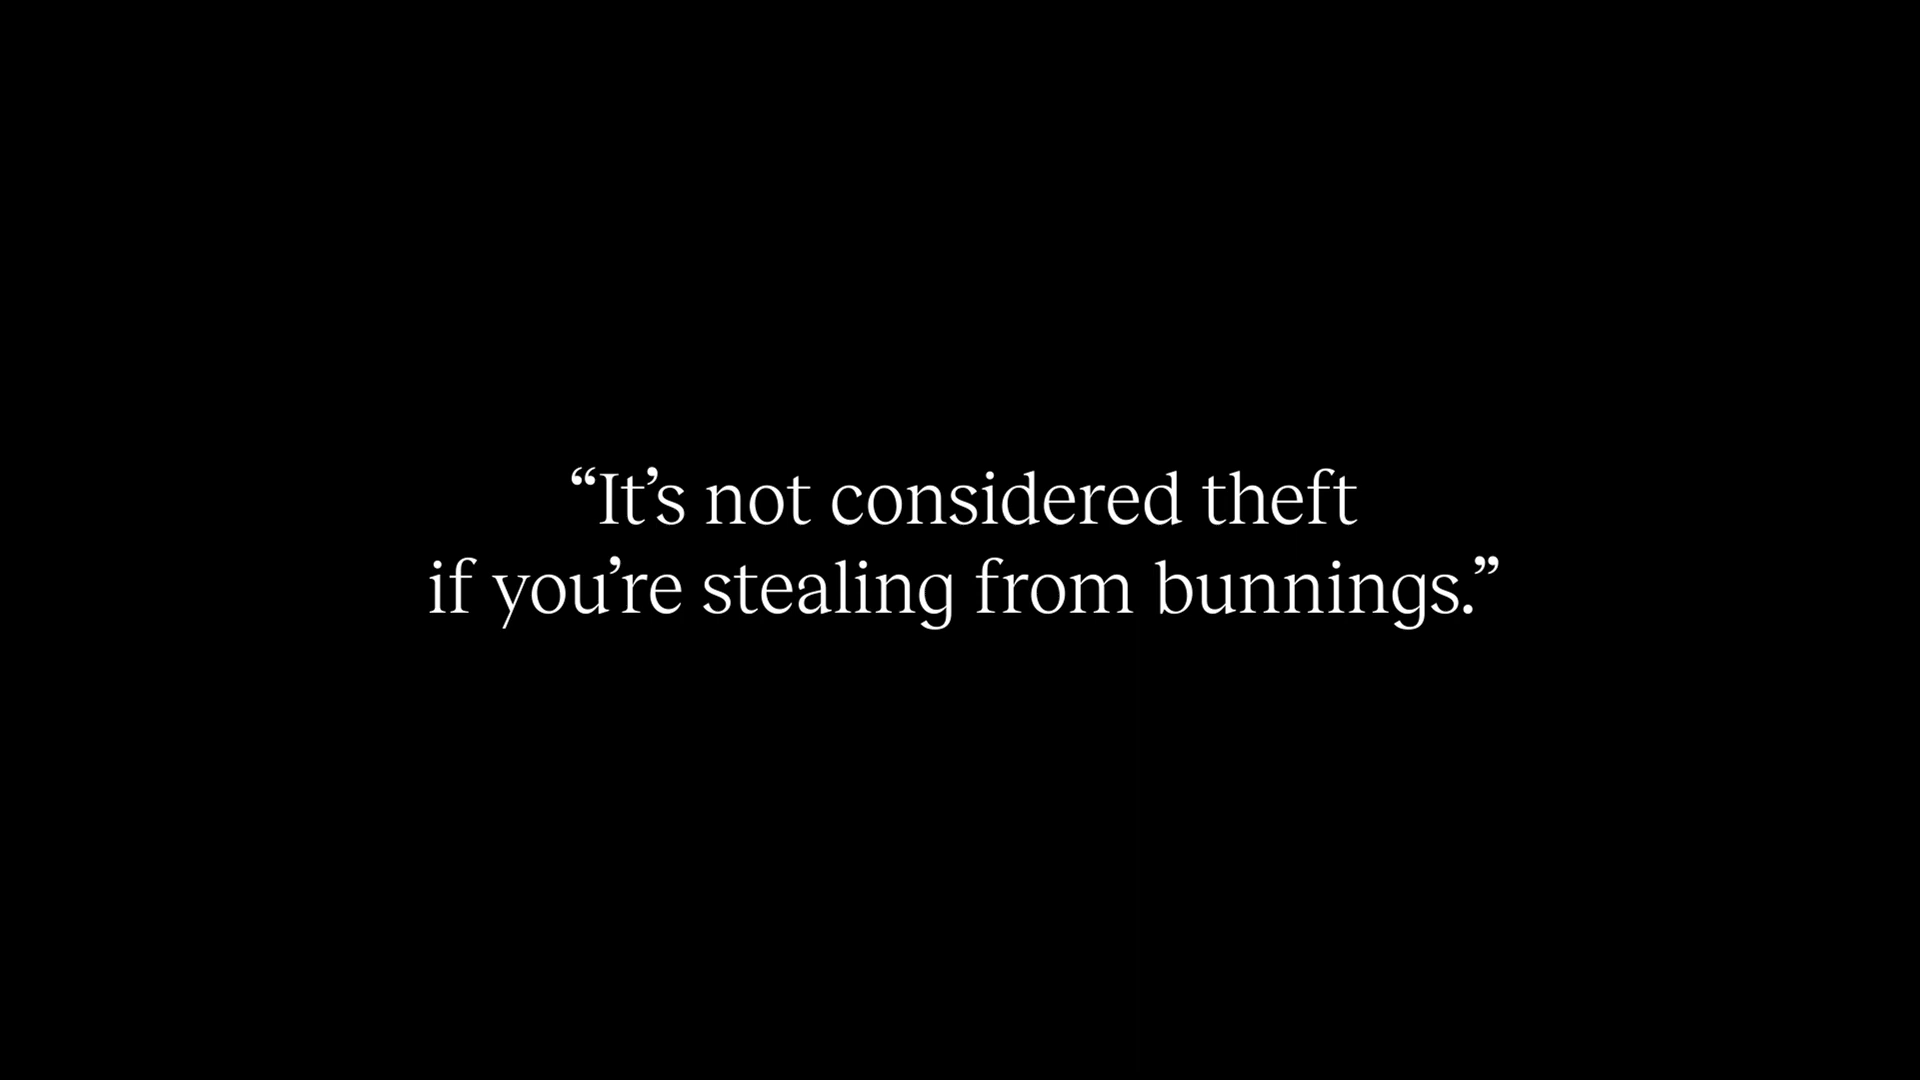 “It’s not considered theft
if you’re stealing from bunnings.”